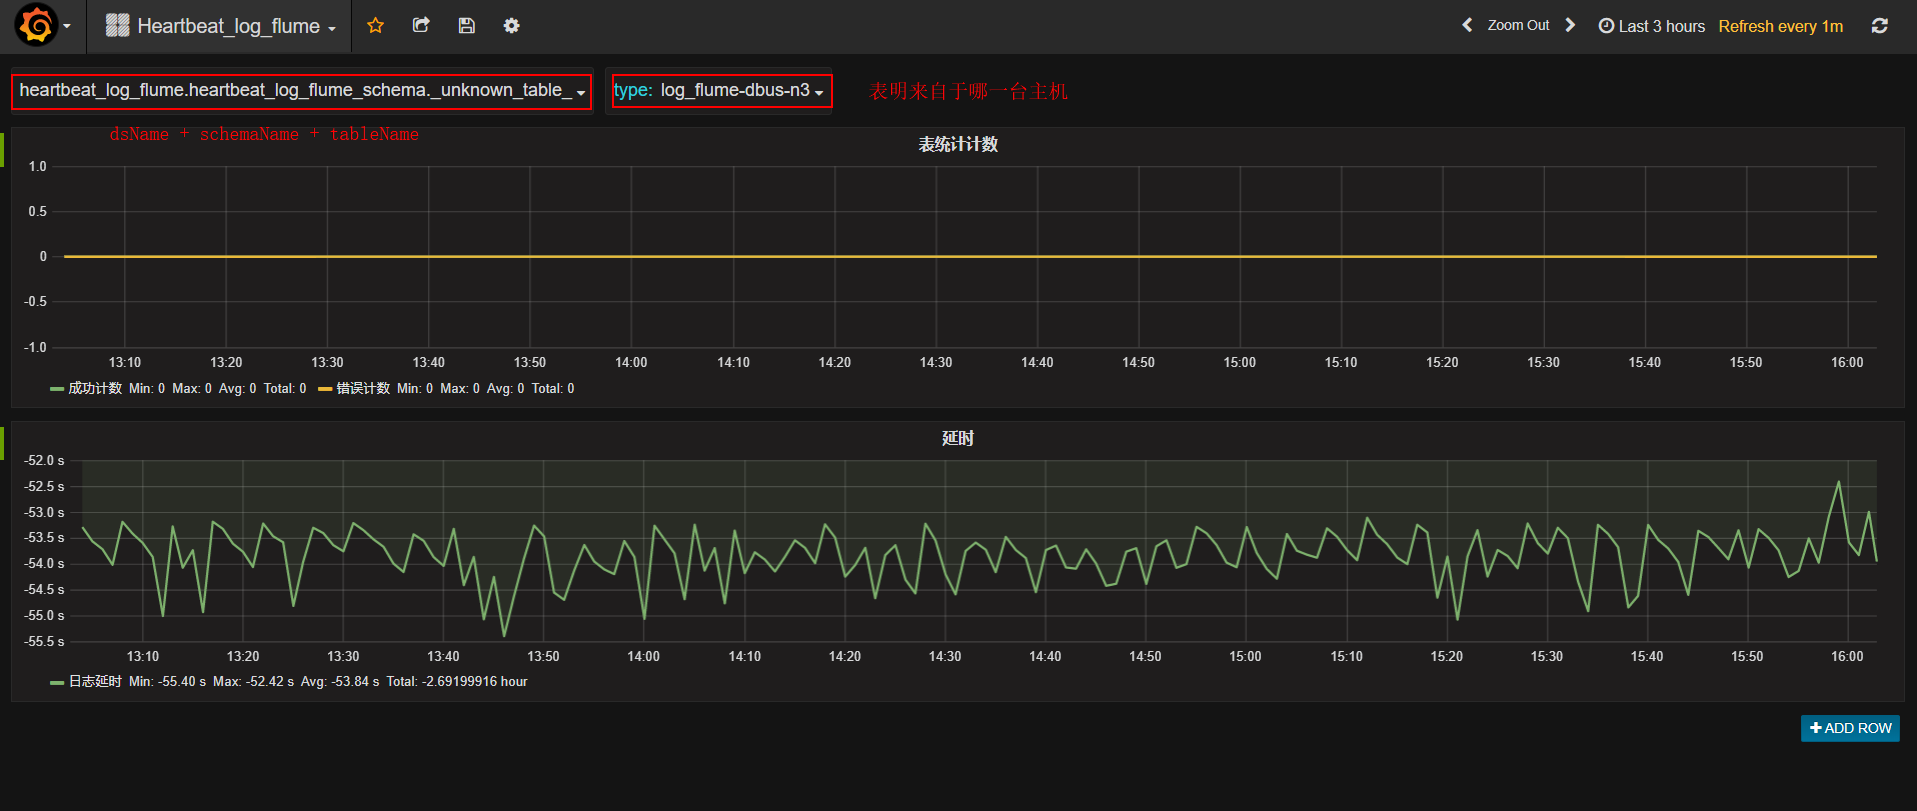 Heartbeat_log_flume
Zoom Out
Last 3 hours
Refresh every 1m
heartbeat_log_flume.heartbeat_log_flume_schema._unknown_table_
type: log_flume-dbus-n3
表明来自于哪一台主机
dsName + schemaName + tableName
表统计计数
1.0
0.5
0
-0.5
-1.0
13:10 13:20 13:30 13:40 13:50 14:00 14:10 14:20 14:30 14:40 14:50 15:00 15:10 15:20 15:30 15:40 15:50 16:00
成功计数 Min: 0 Max: 0 Avg: 0 Total: 0 错误计数 Min: 0 Max: 0 Avg: 0 Total: 0
延时
-52.0 s
-52.5 s
-53.0 s
-53.5 s
-54.0 s
-54.5 s
-55.0 s
-55.5 s
13:10 13:20 13:30 13:40 13:50 14:00 14:10 14:20 14:30 14:40 14:50 15:00 15:10 15:20 15:30 15:40 15:50 16:00
日志延时 Min: -55.40 s Max: -52.42 s Avg: -53.84 s Total: -2.69199916 hour
ADD ROW